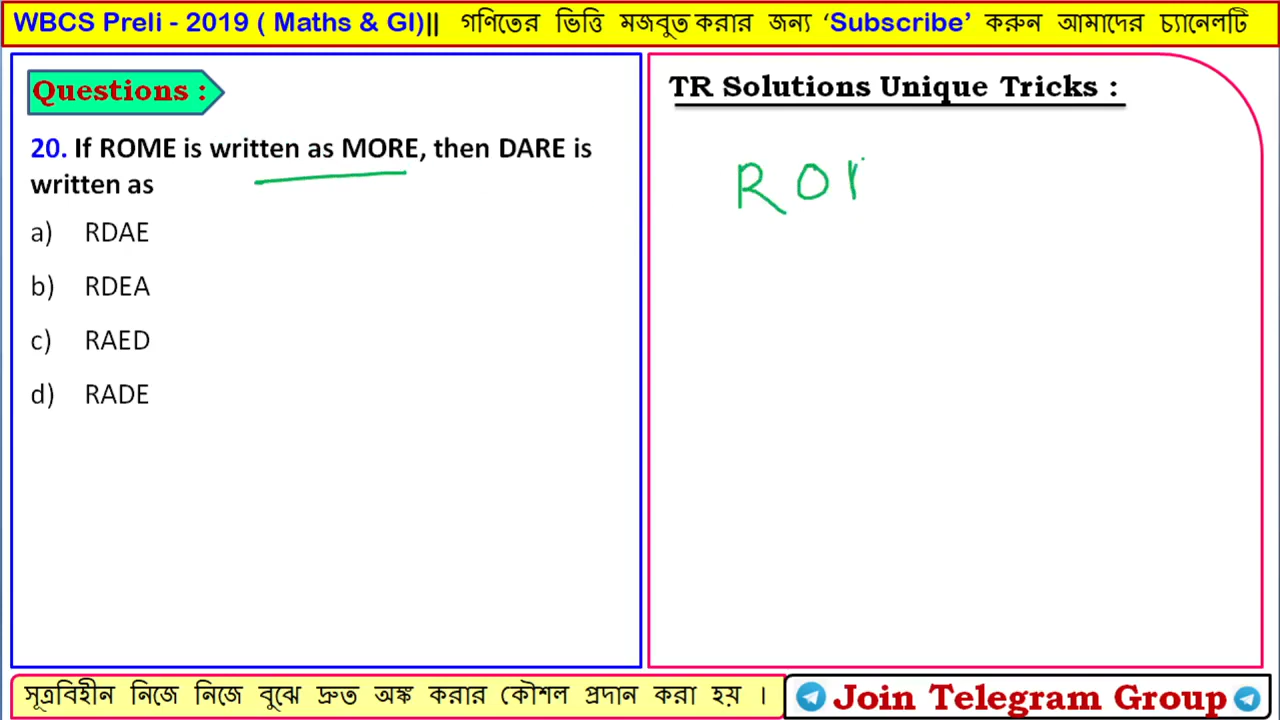 WBCS Preli - 2019 ( Maths & GI)|| গণিতের ভিত্তি মজবুত করার জন্য ‘Subscribe’ করুন আমাদের চ্যানেলটি
Questions :
20. If ROME is written as MORE, then DARE is
written as
a) RDAE
b) RDEA
c) RAED
d) RADE
TR Solutions Unique Tricks :
R O
সূত্রবিহীন নিজে নিজে বুঝে দ্রুত অঙ্ক করার কৌশল প্রদান করা হয় ।
Join Telegram Group